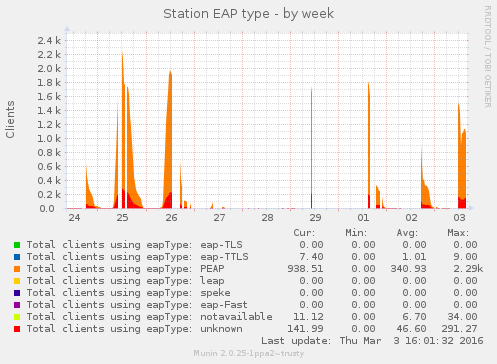 Station EAP type - by week
RRDTOOL / TOBI OETIKER
Clients
2.4 k
2.2 k
2.0 k
1.8 k
1.6 k
1.4 k
1.2 k
1.0 k
0.8 k
0.6 k
0.4 k
0.2 k
0.0
24 25 26 27 28 29 01 02 03
Cur: Min: Avg: Max:
Total clients using eapType: eap-TLS 0.00 0.00 0.00 0.00
Total clients using eapType: eap-TTLS 7.40 0.00 1.01 9.00
Total clients using eapType: PEAP 938.51 0.00 340.93 2.29k
Total clients using eapType: leap 0.00 0.00 0.00 0.00
Total clients using eapType: speke 0.00 0.00 0.00 0.00
Total clients using eapType: eap-Fast 0.00 0.00 0.00 0.00
Total clients using eapType: notavailable 11.12 0.00 6.70 34.00
Total clients using eapType: unknown 141.99 0.00 46.60 291.27
Last update: Thu Mar 3 16:01:32 2016
Munin 2.0.25-1ppa2~trusty